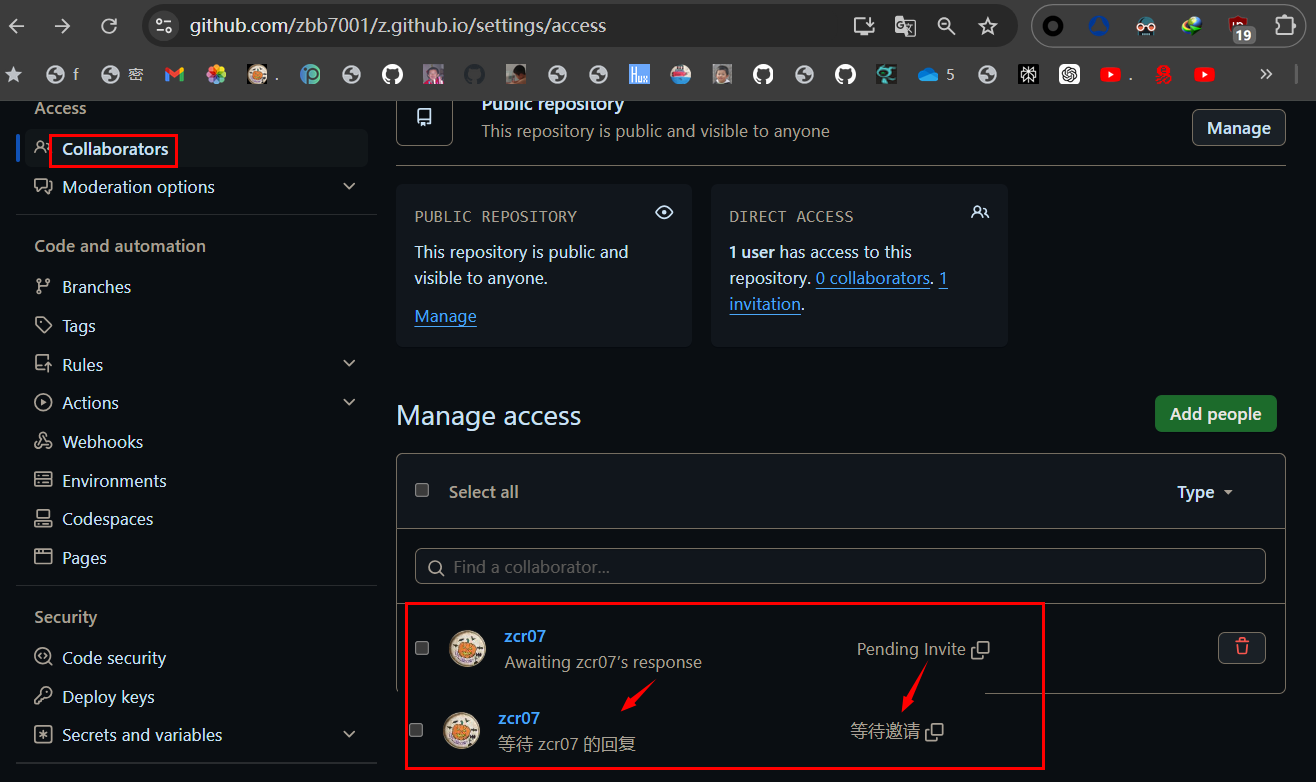 github.com/zbb7001/z.github.io/settings/access
19
f
密
.
Hux
5
.
Access
Public repository
This repository is public and visible to anyone
Manage
Collaborators
Moderation options
PUBLIC REPOSITORY
This repository is public and
visible to anyone.
Manage
DIRECT ACCESS
1 user has access to this
repository. 0 collaborators. 1
invitation.
Code and automation
Branches
Tags
Rules
Actions
Webhooks
Environments
Codespaces
Pages
Manage access
Add people
Select all
Type
Find a collaborator...
zcr07
Awaiting zcr07's response
Pending Invite
zcr07
等待 zcr07 的回复
等待邀请
Security
Code security
Deploy keys
Secrets and variables